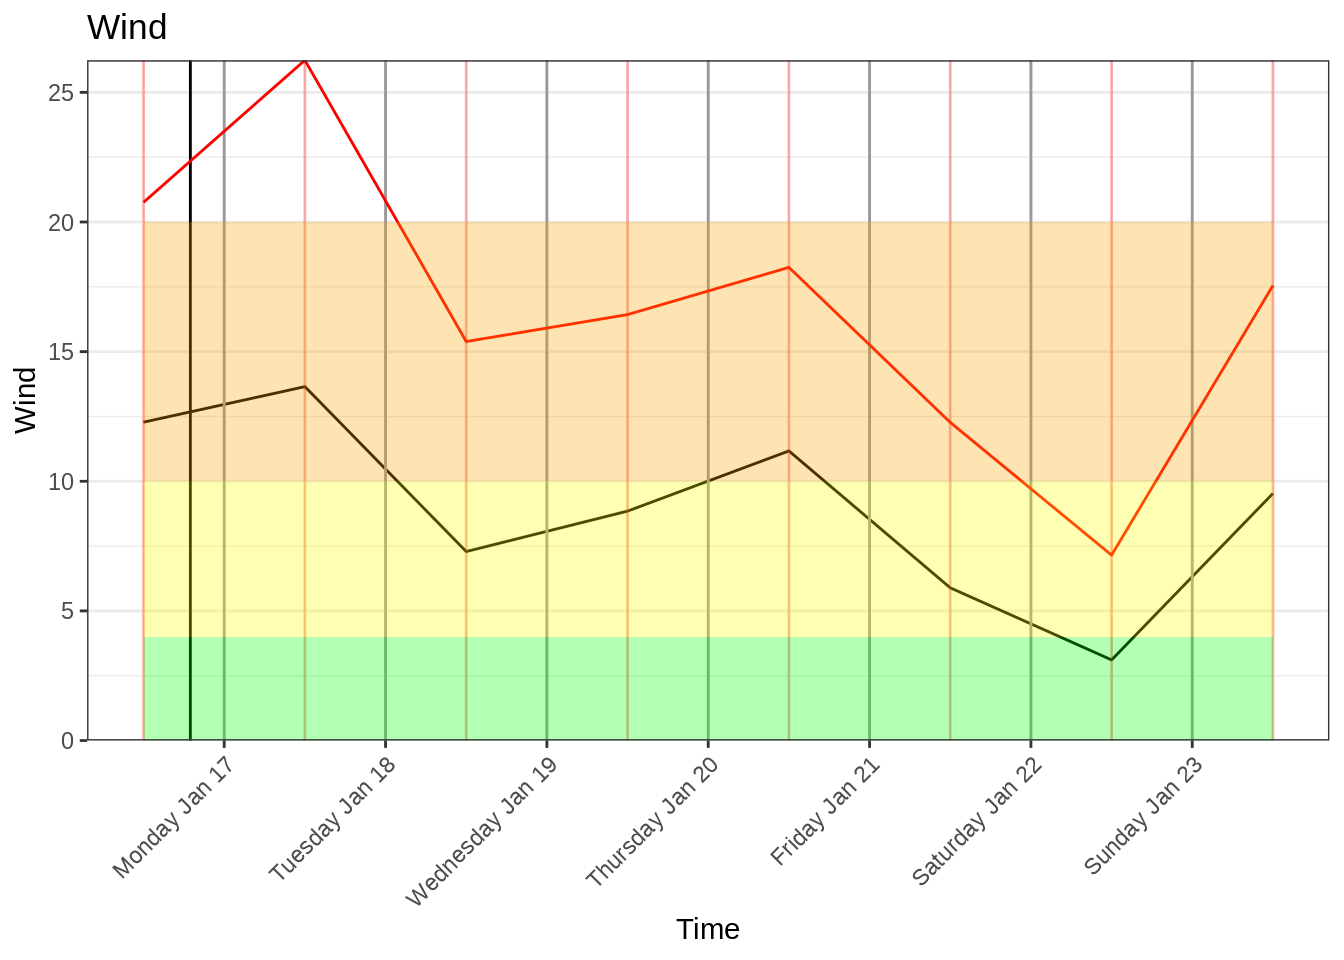 Wind
25
20
15
10
5
0
Wind
Monday Jan 17
Tuesday Jan 18
Wednesday Jan 19
Thursday Jan 20
Friday Jan 21
Saturday Jan 22
Sunday Jan 23
Time